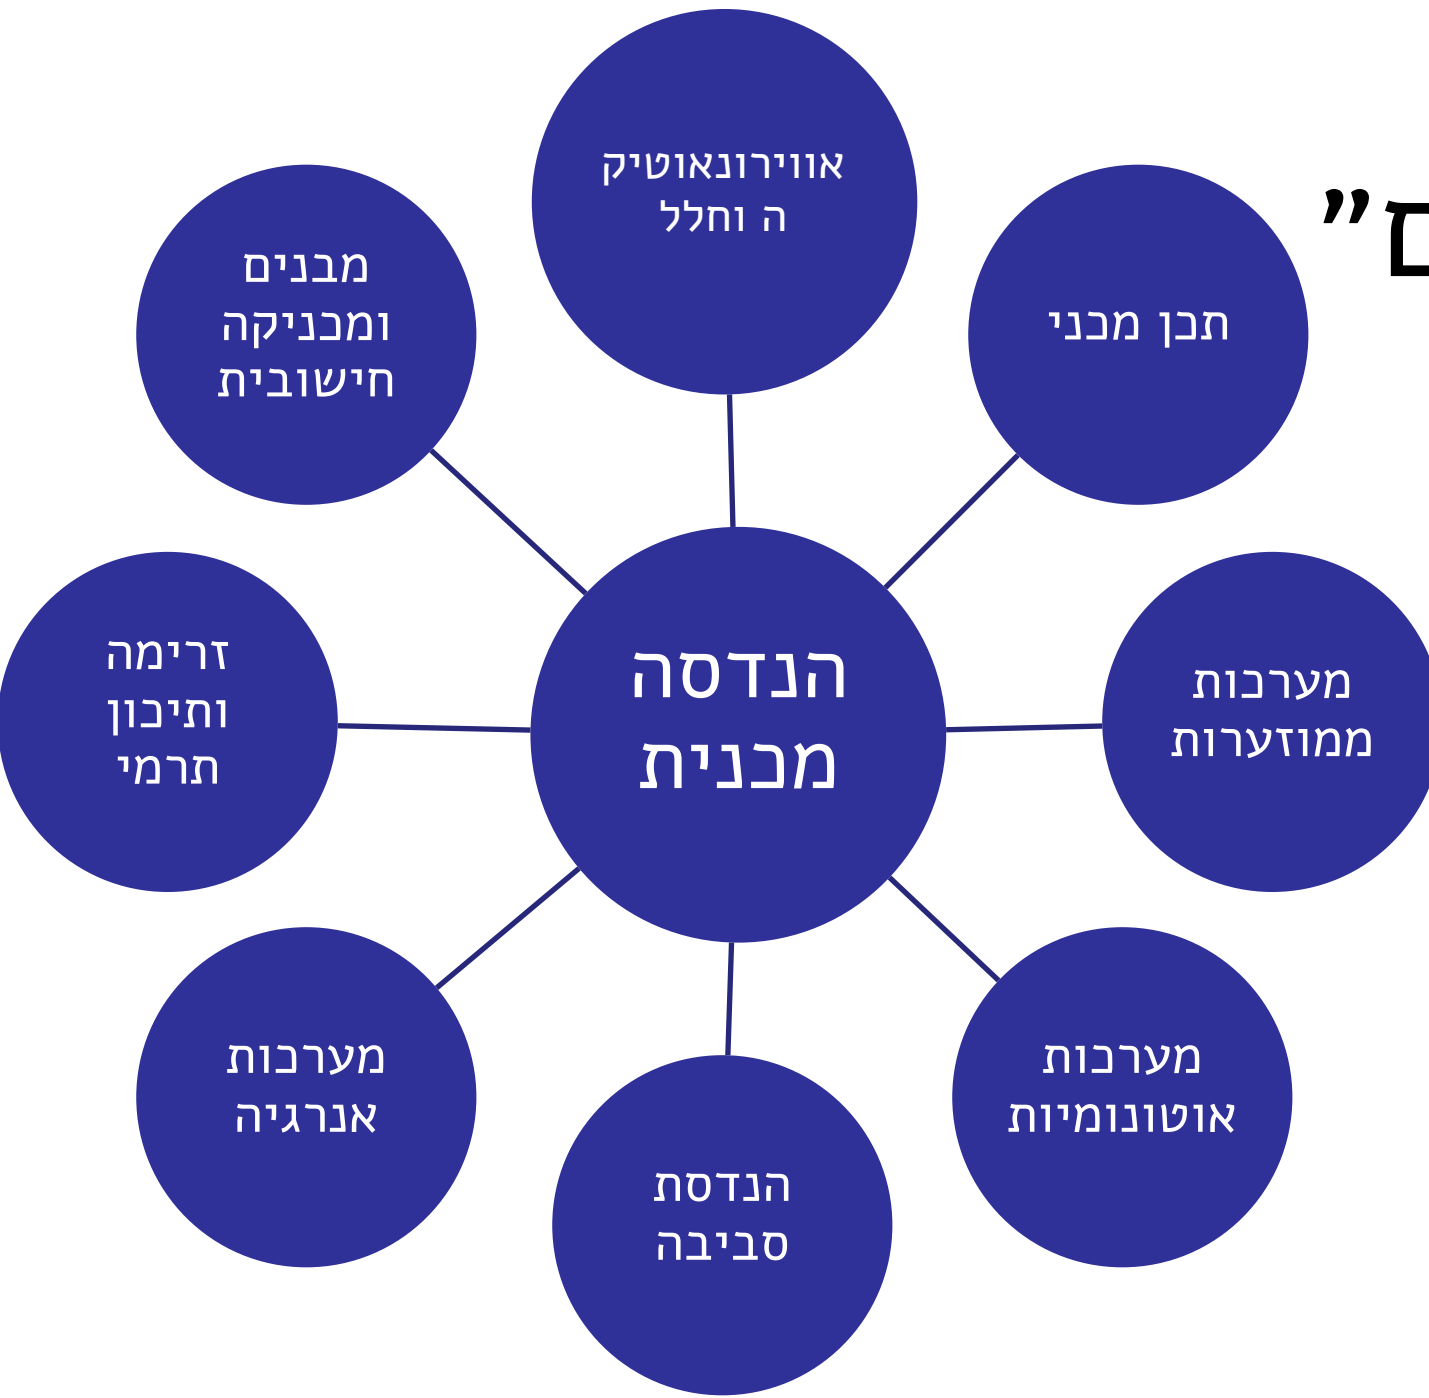 ם”
אווירונאוטיק
ה וחלל
תכן מכני
מערכות
ממוזערות
מערכות
אוטונומיות
הנדסת
סביבה
מערכות
אנרגיה
זרימה
ותיכון
תרמי
מבנים
ומכניקה
חישובית
הנדסה
מכנית